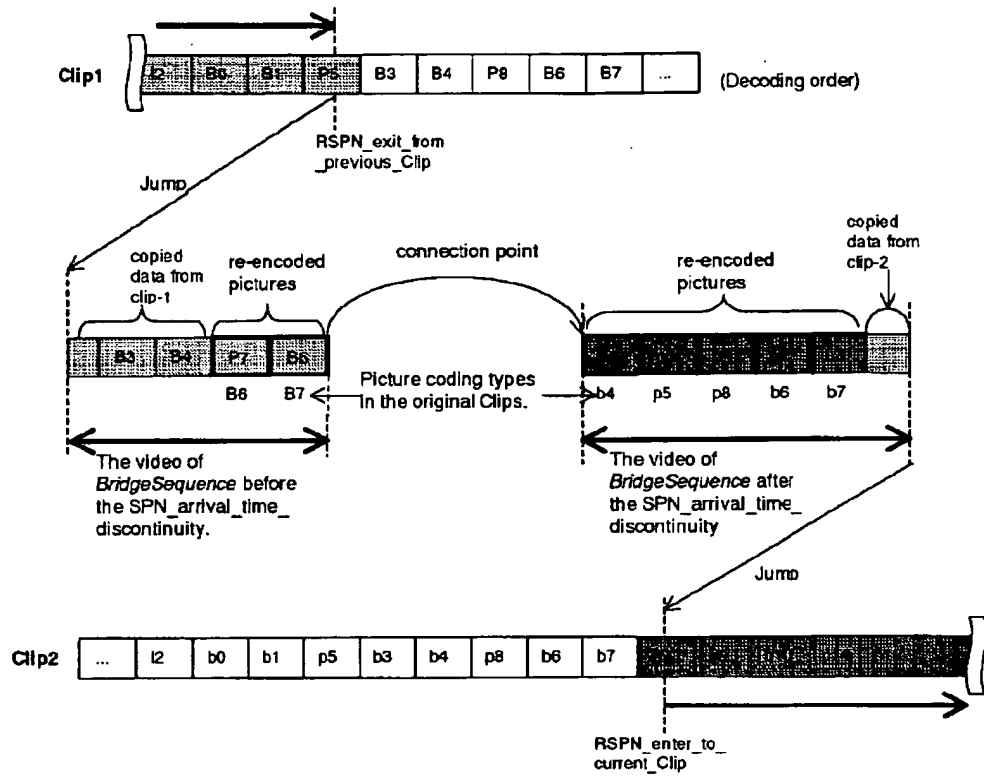 Clip1
I2 B0 B1 P5 B3 B4 P8 B6 B7 ...
(Decoding order)
RSPN_exit_from
_previous_Clip
Jump
copied
data from
clip-1
re-encoded
pictures
connection point
re-encoded
pictures
copied
data from
clip-2
B3 B4 P7 B6
B6 B7
Picture coding types
in the original Clips.
b4 p5 p8 b6 b7
The video of
BridgeSequence before
the SPN_arrival_time_
discontinuity.
The video of
BridgeSequence after
the SPN_arrival_time_
discontinuity
Jump
Clip2
... I2 b0 b1 p5 b3 b4 p8 b6 b7
RSPN_enter_to_
current_Clip